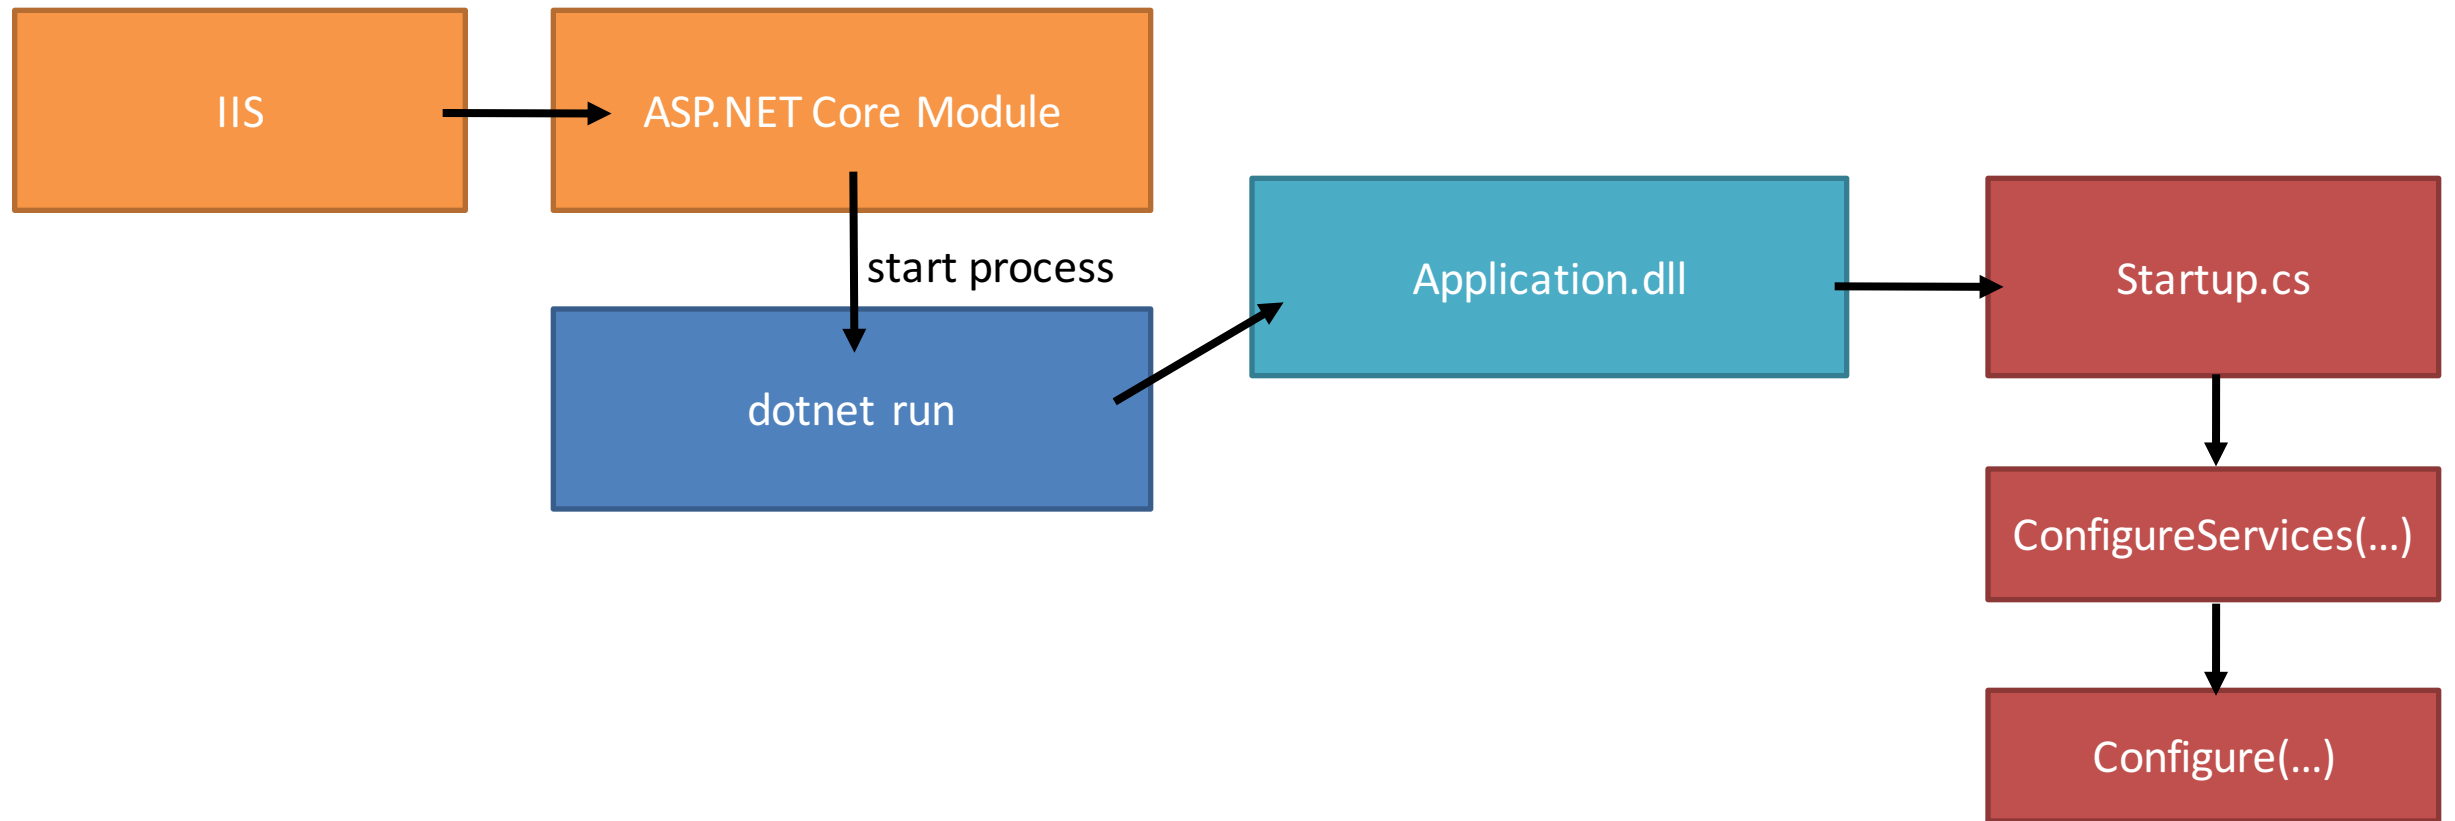 IIS
ASP.NET Core Module
start process
dotnet run
Application.dll
Startup.cs
ConfigureServices(…)
Configure(…)